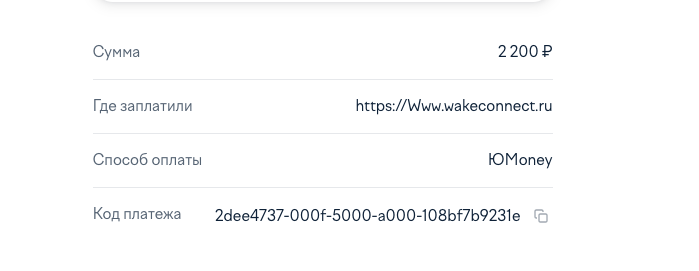 Сумма 2 200 ₽
Где заплатили https://Www.wakeconnect.ru
Способ оплаты ЮMoney
Код платежа 2dee4737-000f-5000-a000-108bf7b9231e